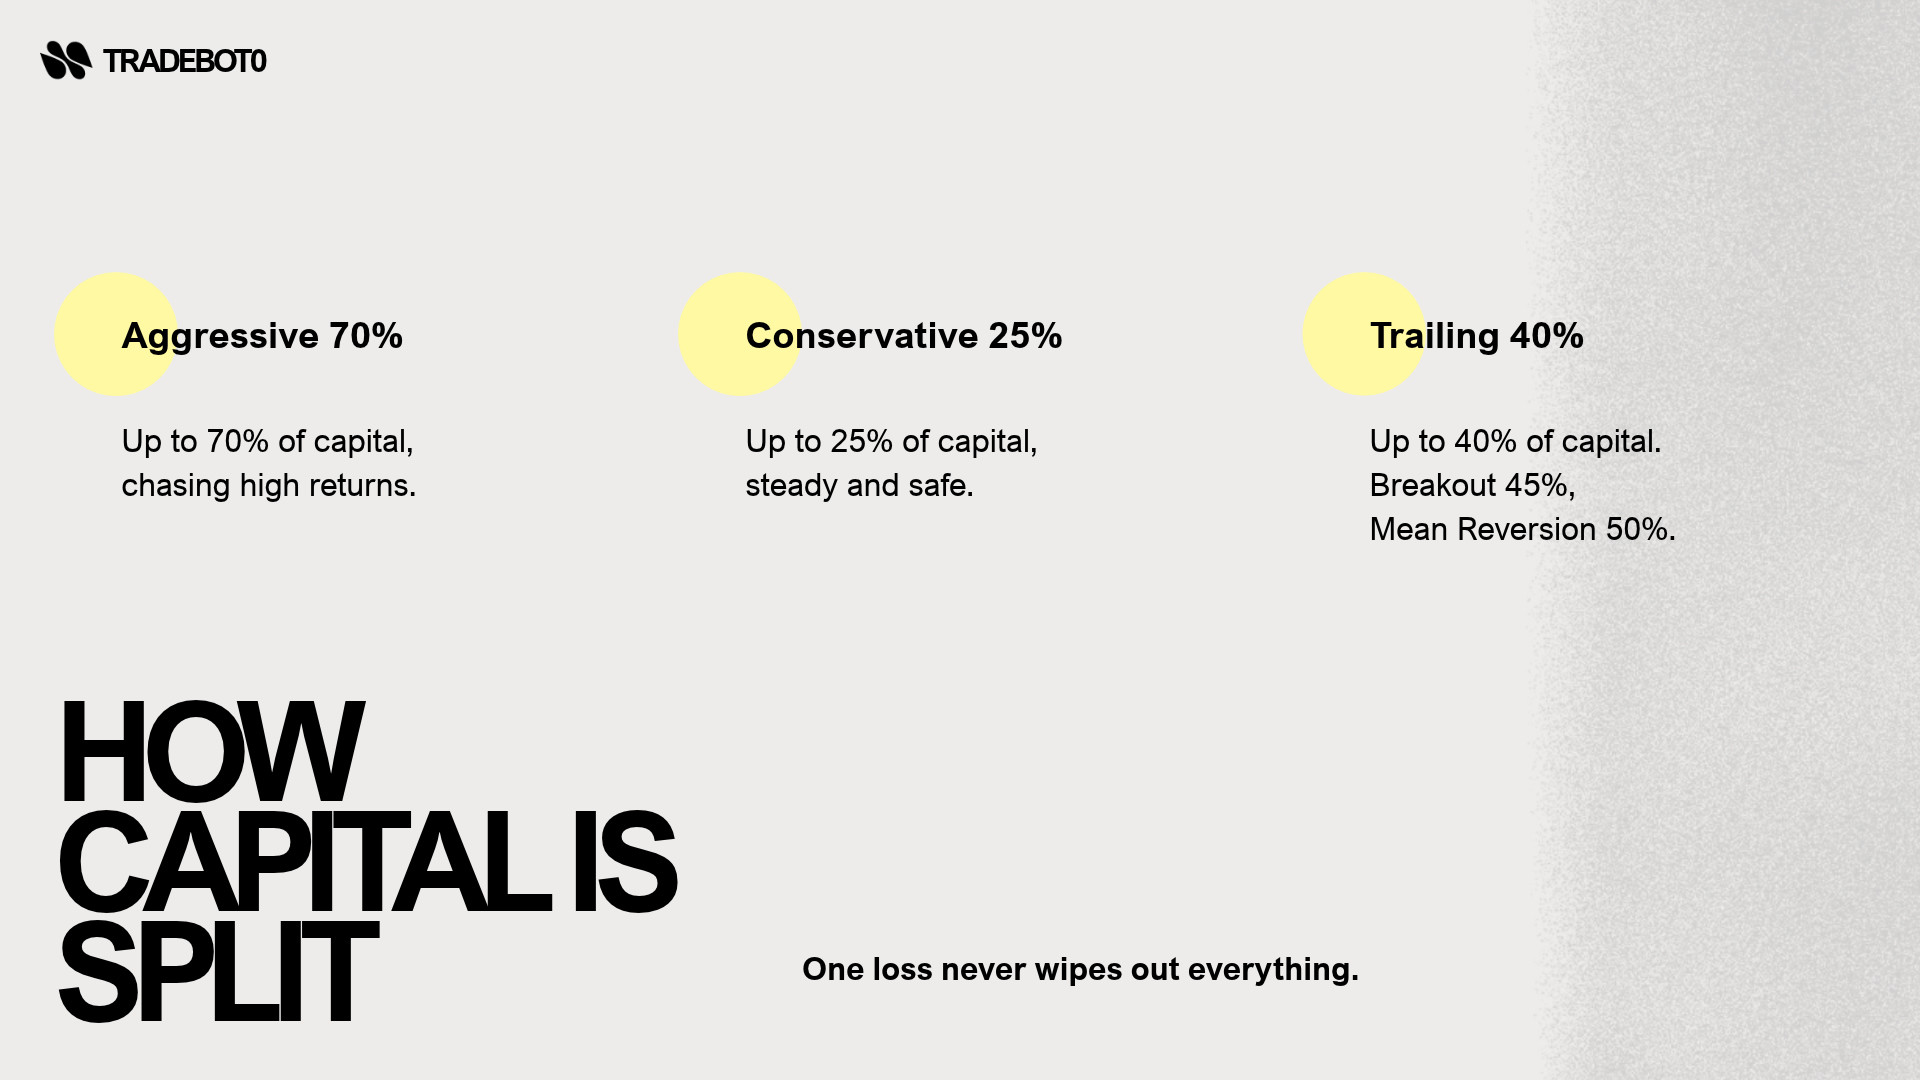 TRADEBOT0
Aggressive 70%
Up to 70% of capital,
chasing high returns.
Conservative 25%
Up to 25% of capital,
steady and safe.
Trailing 40%
Up to 40% of capital.
Breakout 45%,
Mean Reversion 50%.
HOW
CAPITAL IS
SPLIT
One loss never wipes out everything.